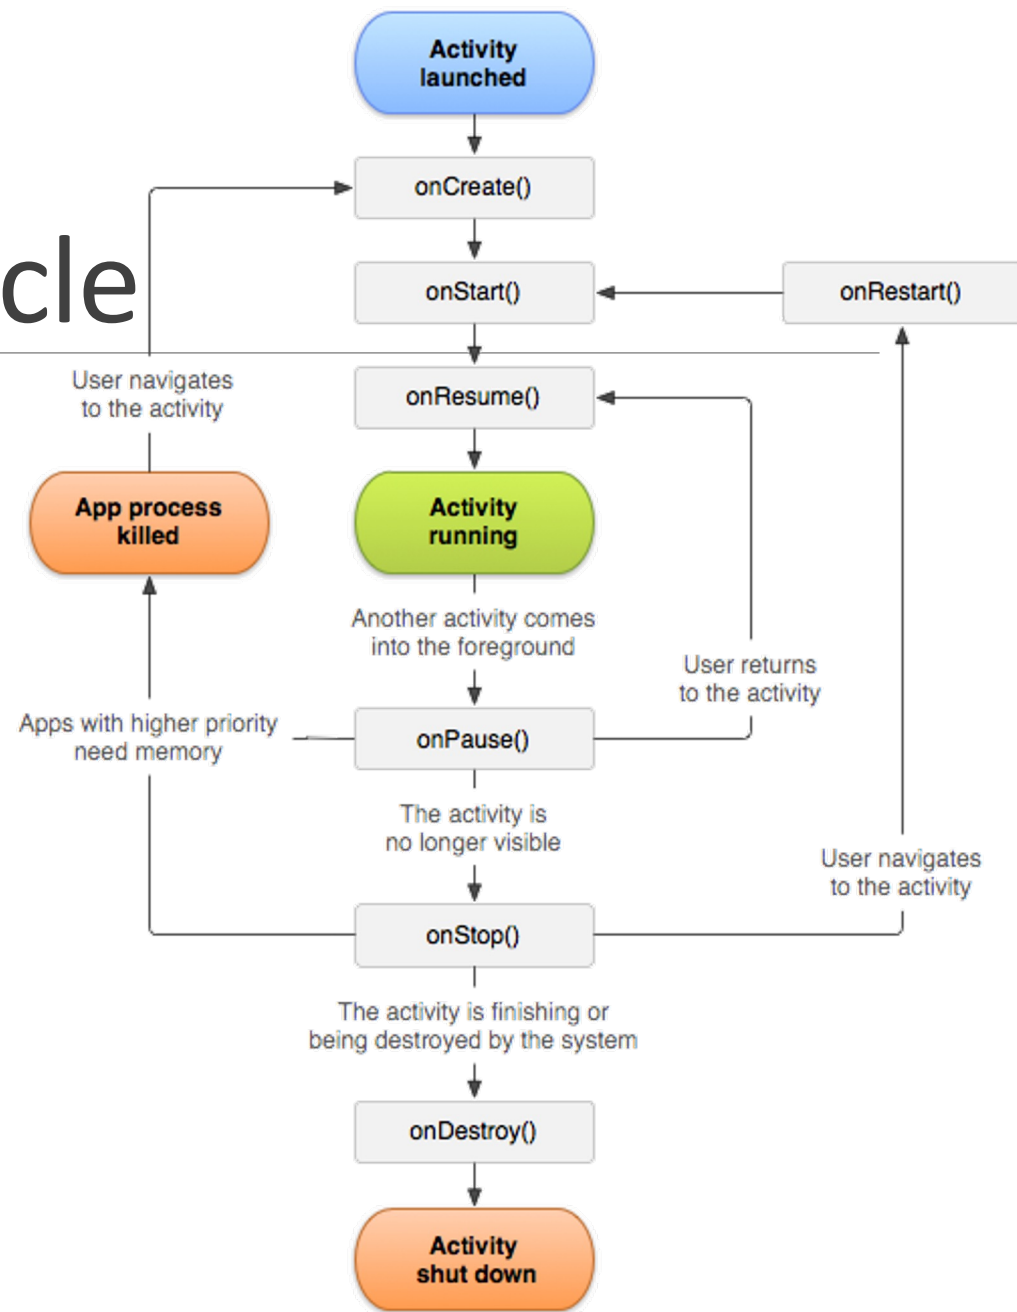 Activity
launched
onCreate()
cle
onStart()
onRestart()
User navigates
to the activity
onResume()
App process
killed
Activity
running
Another activity comes
into the foreground
User returns
to the activity
Apps with higher priority
need memory
onPause()
The activity is
no longer visible
User navigates
to the activity
onStop()
The activity is finishing or
being destroyed by the system
onDestroy()
Activity
shut down